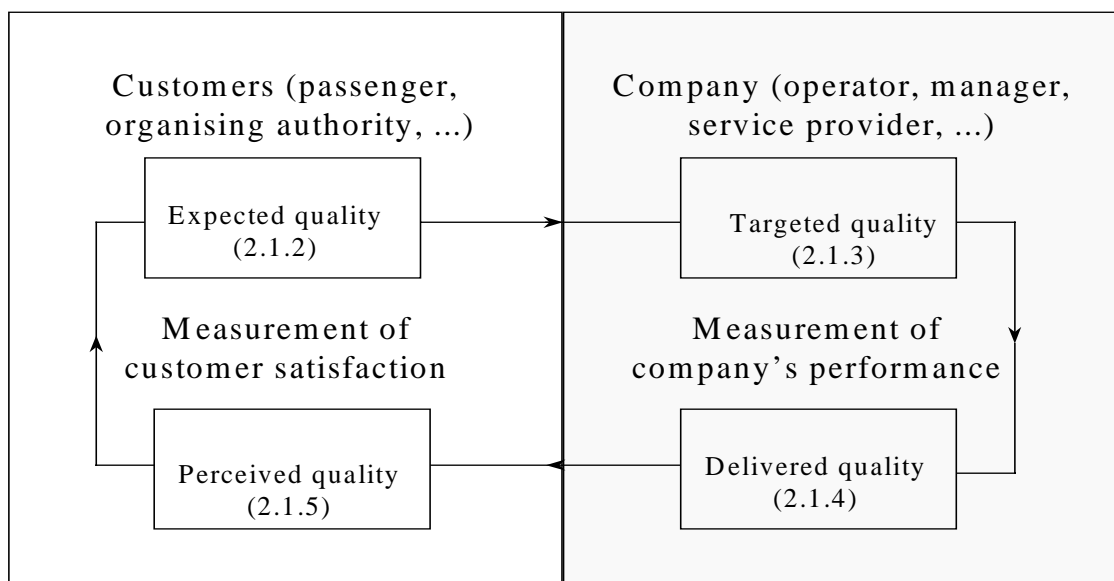 Customers (passenger,
organising authority, ...)
Expected quality
(2.1.2)
Measurement of
customer satisfaction
Perceived quality
(2.1.5)
Company (operator, manager,
service provider, ...)
Targeted quality
(2.1.3)
Measurement of
company’s performance
Delivered quality
(2.1.4)